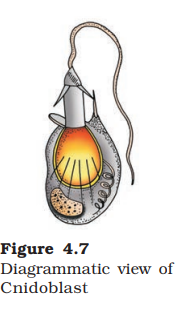 Figure 4.7
Diagrammatic view of
Cnidoblast